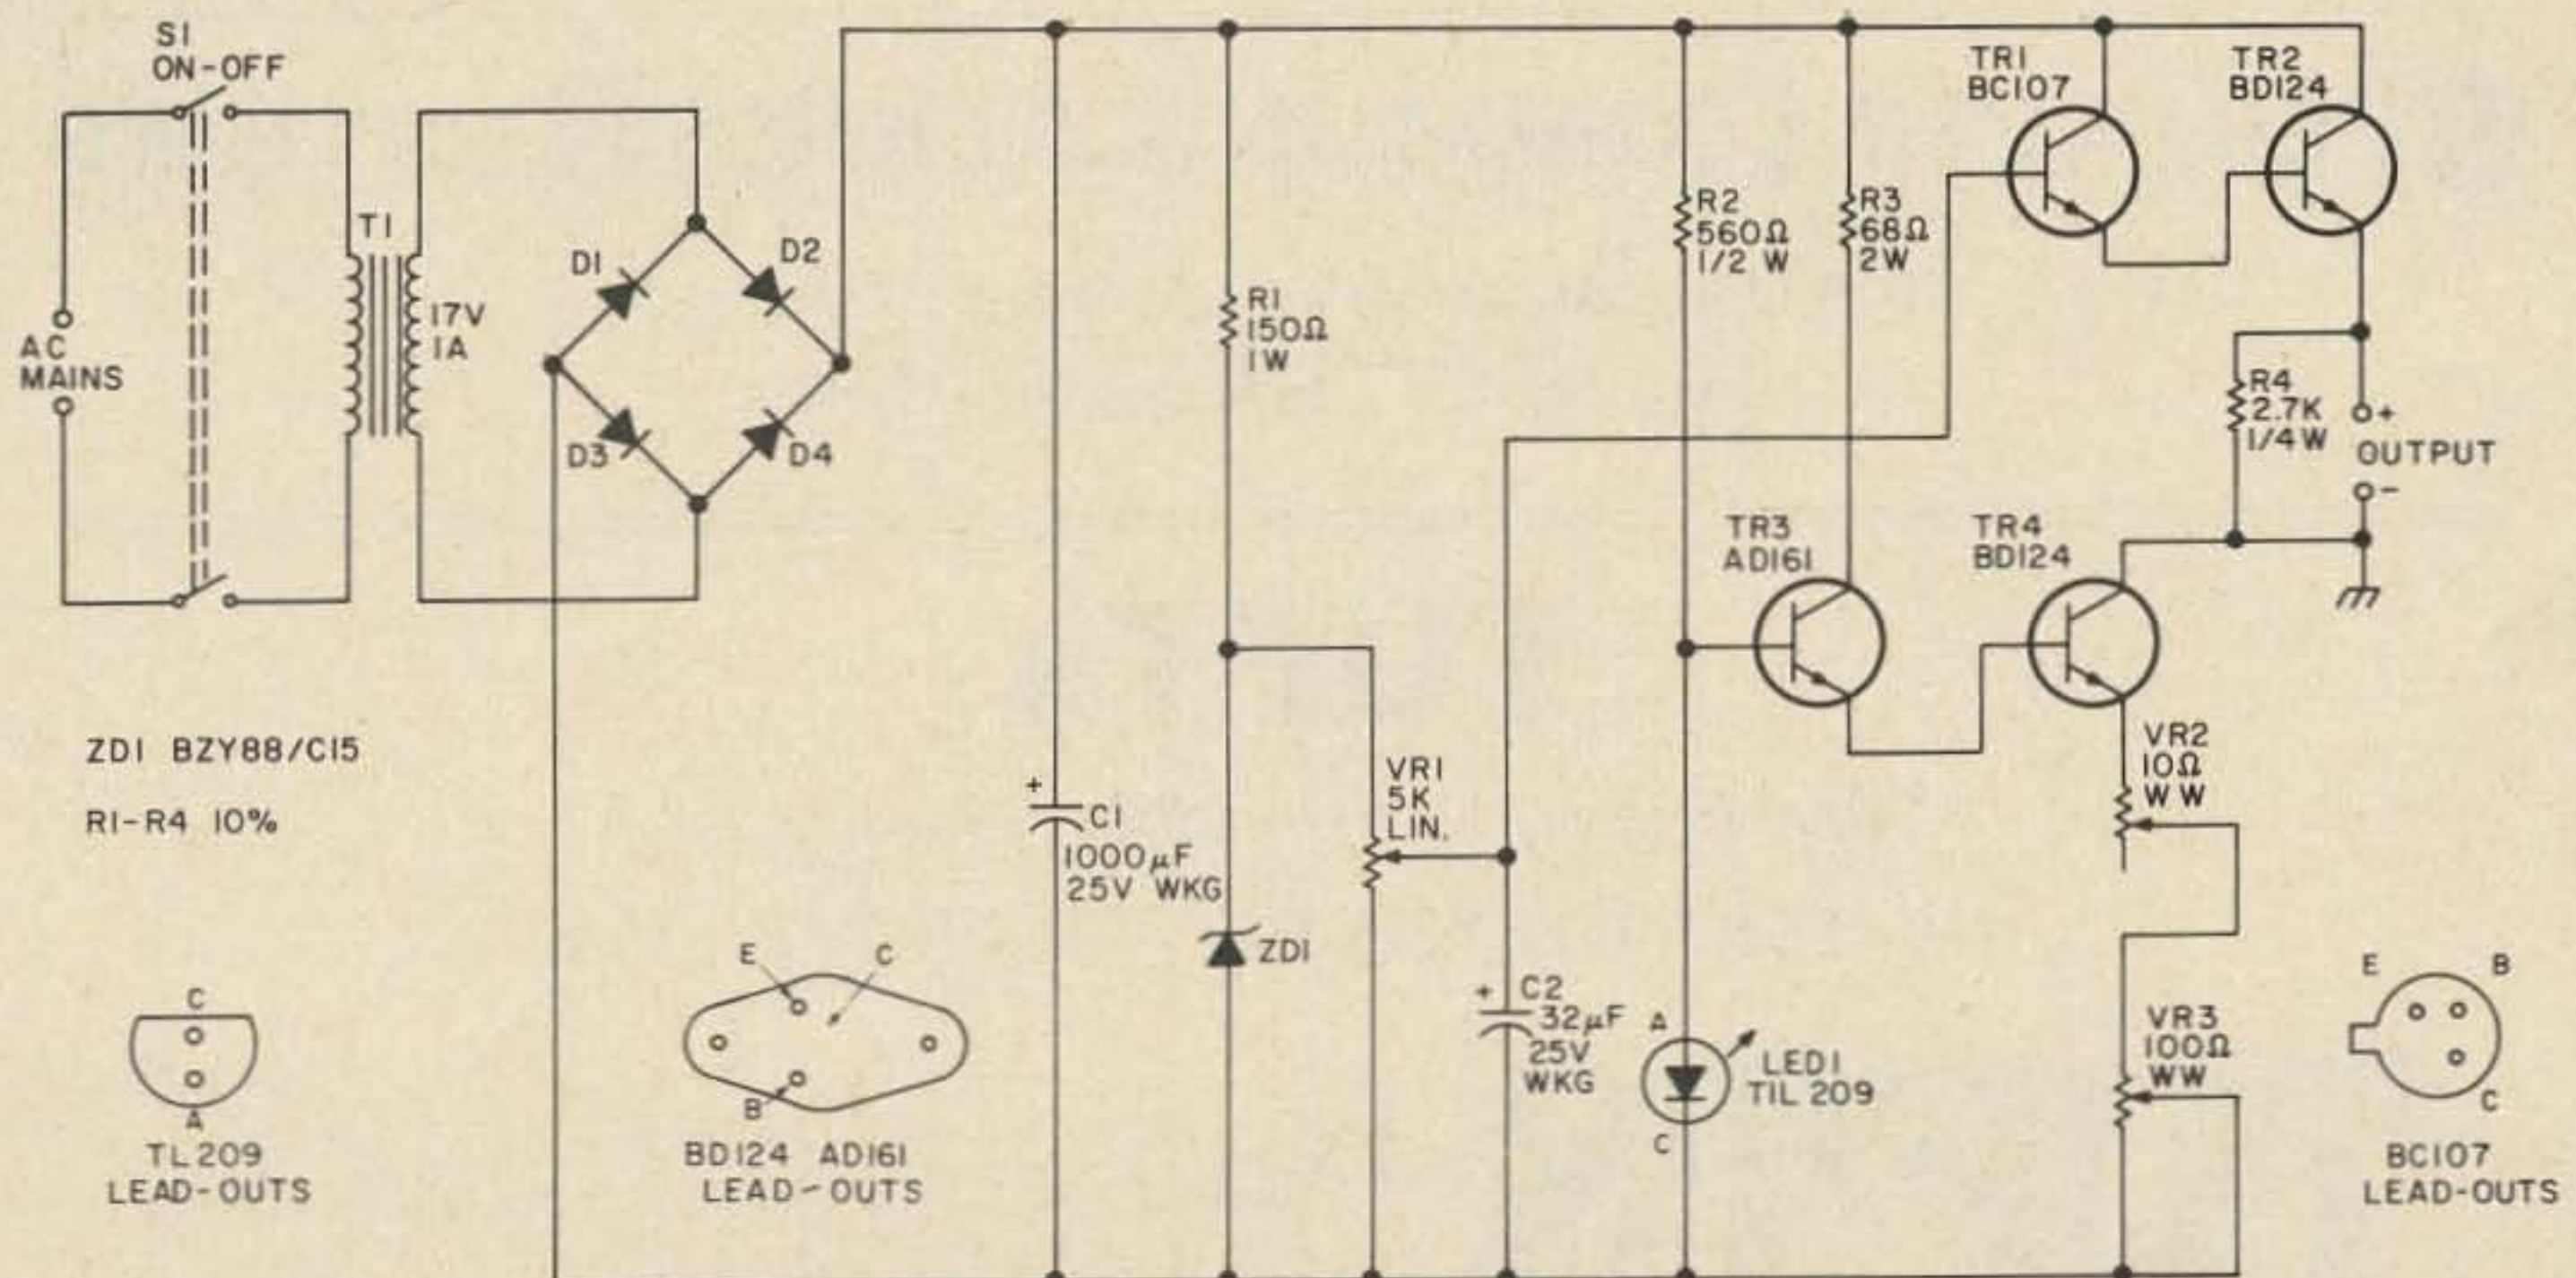 S1
ON-OFF
AC
MAINS
T1
17V
1A
D1
D2
D3
D4
ZD1 BZY88/C15
R1-R4 10%
C
A
TL209
LEAD-OUTS
E
C
B
BD124 AD161
LEAD-OUTS
+
C1
1000µF
25V WKG
R1
150Ω
1W
ZD1
VR1
5K
LIN.
+
C2
32µF
25V
WKG
R2
560Ω
1/2 W
R3
68Ω
2W
A
C
LED1
TIL 209
TR1
BC107
TR2
BD124
TR3
AD161
TR4
BD124
R4
2.7K
1/4W
+
OUTPUT
-
VR2
10Ω
WW
VR3
100Ω
WW
E
B
C
BC107
LEAD-OUTS